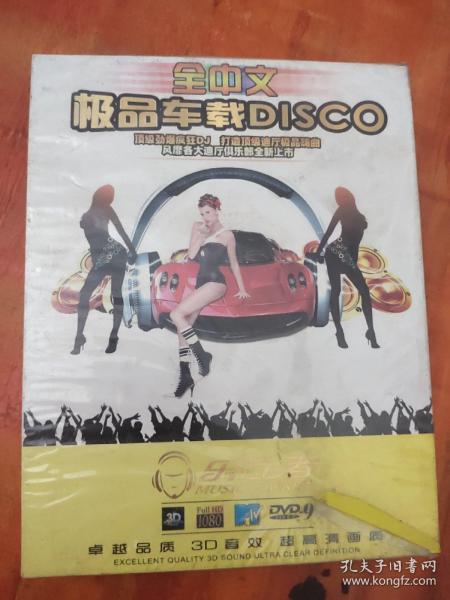 全中文
极品车载DISCO
顶级劲爆疯狂DJ 打造顶级迪厅极品嗨曲
风靡各大迪厅俱乐部全新上市
MUSIC
3D
Full HD
1080
MTV
DVD9
卓越品质 3D音效 超高清画质
EXCELLENT QUALITY 3D SOUND ULTRA CLEAR DEFINITION
孔夫子旧书网
www.kongfz.com